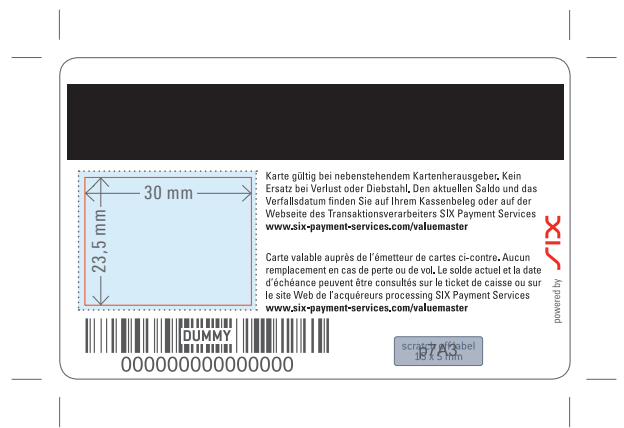 30 mm
23,5 mm
Karte gültig bei nebenstehendem Kartenherausgeber. Kein
Ersatz bei Verlust oder Diebstahl. Den aktuellen Saldo und das
Verfallsdatum finden Sie auf Ihrem Kassenbeleg oder auf der
Webseite des Transaktionsverarbeiters SIX Payment Services
www.six-payment-services.com/valuemaster
Carte valable auprès de l'émetteur de cartes ci-contre. Aucun
remplacement en cas de perte ou de vol. Le solde actuel et la date
d'échéance peuvent être consultés sur le ticket de caisse ou sur
le site Web de l'acquéreurs processing SIX Payment Services
www.six-payment-services.com/valuemaster
powered by SIX
DUMMY
000000000000000
scratch off label
p7A3
15 x 5 mm